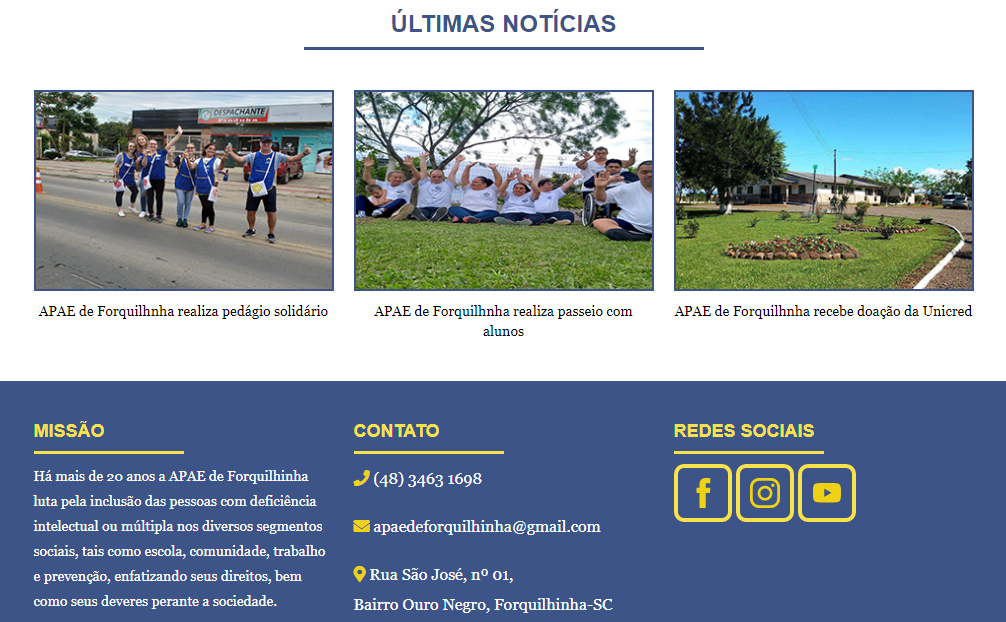 ÚLTIMAS NOTÍCIAS
DESPACHANTE
APAE de Forquilhnha realiza pedágio solidário
APAE de Forquilhnha realiza passeio com
alunos
APAE de Forquilhnha recebe doação da Unicred
MISSÃO
Há mais de 20 anos a APAE de Forquilhinha
luta pela inclusão das pessoas com deficiência
intelectual ou múltipla nos diversos segmentos
sociais, tais como escola, comunidade, trabalho
e prevenção, enfatizando seus direitos, bem
como seus deveres perante a sociedade.
CONTATO
(48) 3463 1698
apaedeforquilhinha@gmail.com
Rua São José, nº 01,
Bairro Ouro Negro, Forquilhinha-SC
REDES SOCIAIS